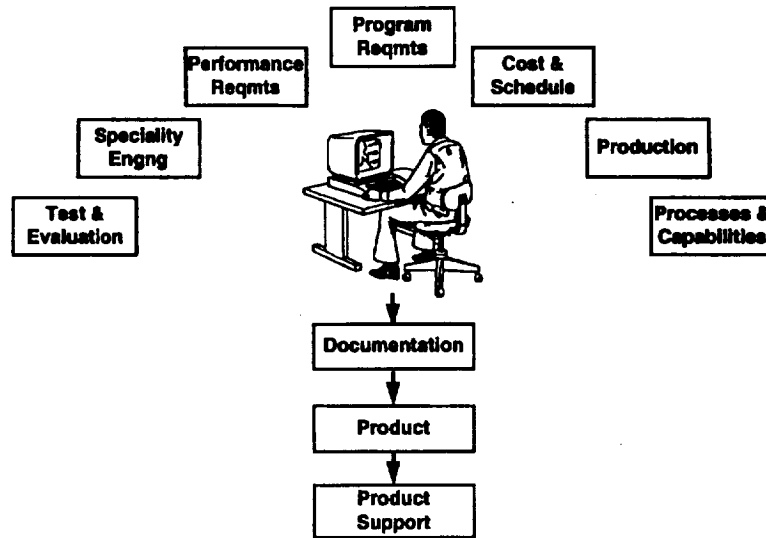 Program
Reqmts
Performance
Reqmts
Cost &
Schedule
Speciality
Engng
Production
Test &
Evaluation
Processes &
Capabilities
Documentation
Product
Product
Support